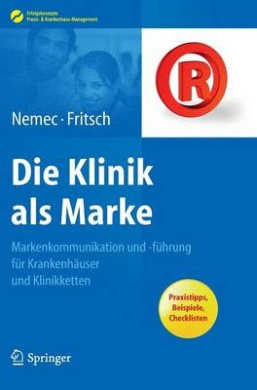 Erfolgskonzepte
Praxis- & Krankenhaus-Management
Nemec · Fritsch
®
Die Klinik
als Marke
Markenkommunikation und -führung
für Krankenhäuser
und Klinikketten
Praxistipps,
Beispiele,
Checklisten
Springer